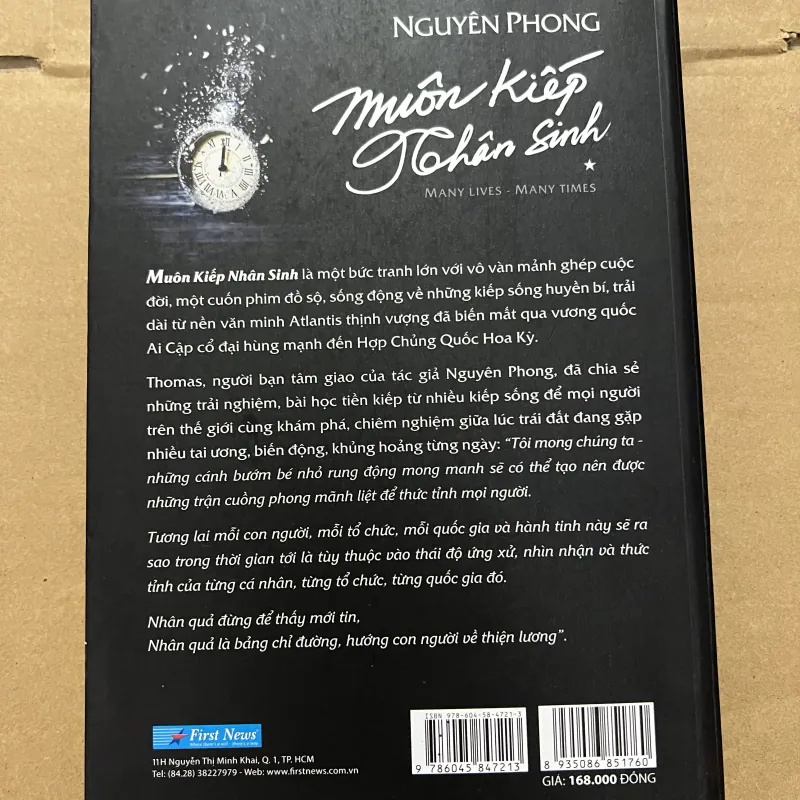 NGUYÊN PHONG
Muôn Kiếp
Nhân Sinh
MANY LIVES - MANY TIMES
Muôn Kiếp Nhân Sinh là một bức tranh lớn với vô vàn mảnh ghép cuộc
đời, một cuốn phim đồ sộ, sống động về những kiếp sống huyền bí, trải
dài từ nền văn minh Atlantis thịnh vượng đã biến mất qua vương quốc
Ai Cập cổ đại hùng mạnh đến Hợp Chủng Quốc Hoa Kỳ.
Thomas, người bạn tâm giao của tác giả Nguyên Phong, đã chia sẻ
những trải nghiệm, bài học tiền kiếp từ nhiều kiếp sống để mọi người
trên thế giới cùng khám phá, chiêm nghiệm giữa lúc trái đất đang gặp
nhiều tai ương, biến động, khủng hoảng từng ngày: “Tôi mong chúng ta -
những cánh bướm bé nhỏ rung động mong manh sẽ có thể tạo nên được
những trận cuồng phong mãnh liệt để thức tỉnh mọi người.
Tương lai mỗi con người, mỗi tổ chức, mỗi quốc gia và hành tinh này sẽ ra
sao trong thời gian tới là tùy thuộc vào thái độ ứng xử, nhìn nhận và thức
tỉnh của từng cá nhân, từng tổ chức, từng quốc gia đó.
Nhân quả đừng để thấy mới tin,
Nhân quả là bảng chỉ đường, hướng con người về thiện lương”.
First News
11H Nguyễn Thị Minh Khai, Q. 1, TP. HCM
Tel: (84.28) 38227979 - Web: www.firstnews.com.vn
ISBN 978-604-58-4721-3
9 786045 847213
8 935086 851760
GIÁ: 168.000 ĐỒNG